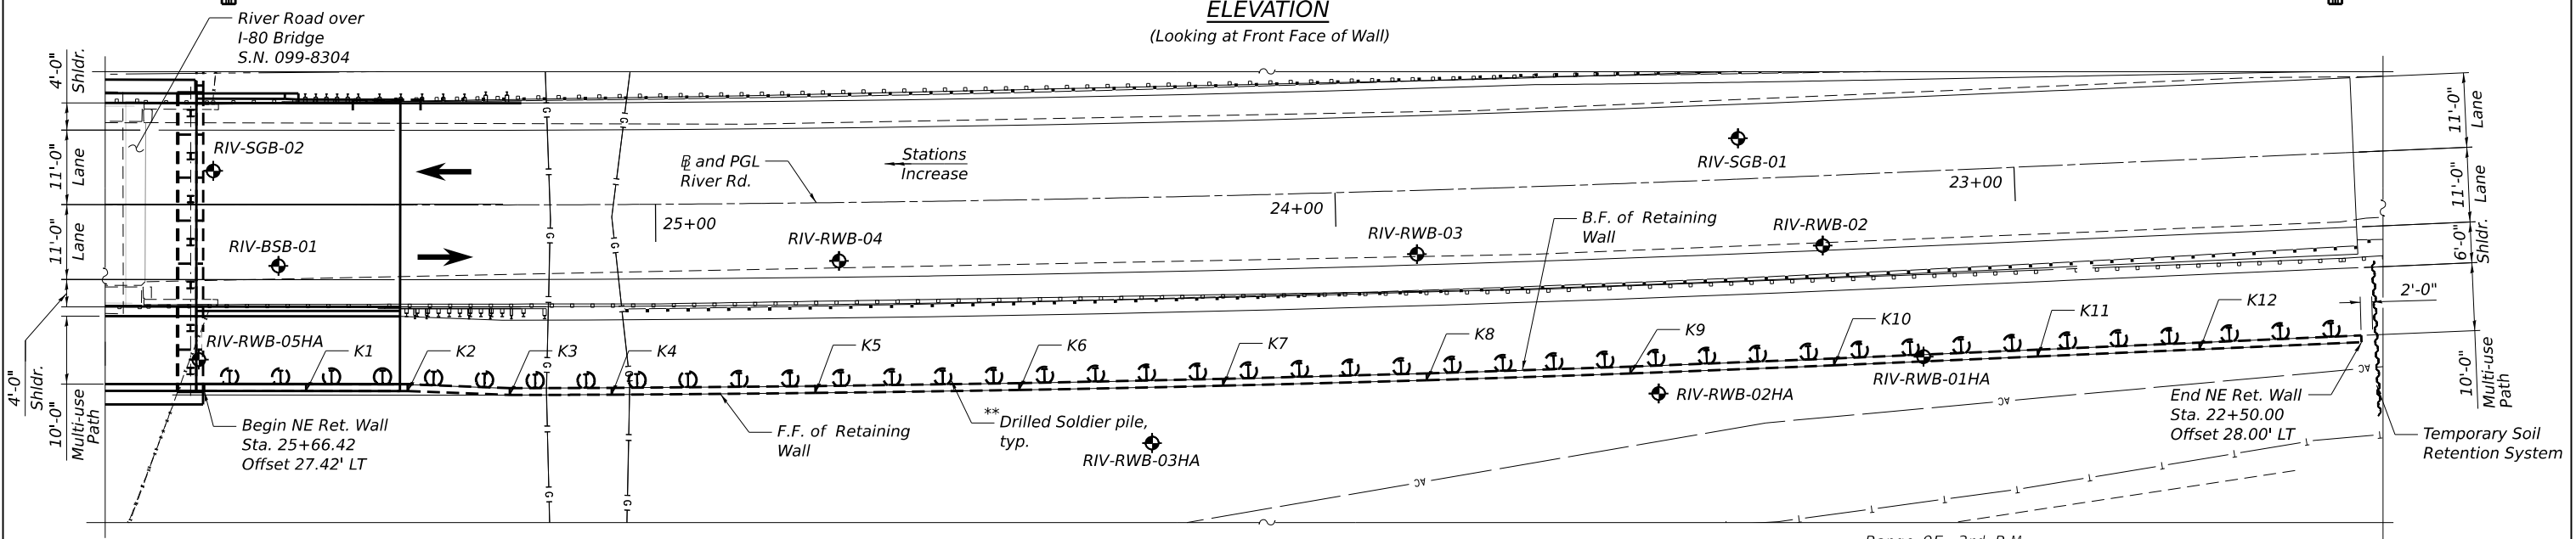 ELEVATION
(Looking at Front Face of Wall)
River Road over
I-80 Bridge
S.N. 099-8304
4'-0"
Shldr.
11'-0"
Lane
11'-0"
Lane
4'-0"
Shldr.
10'-0"
Multi-use
Path
RIV-SGB-02
RIV-BSB-01
RIV-RWB-05HA
℄ and PGL
River Rd.
Stations
Increase
25+00
24+00
23+00
RIV-SGB-01
RIV-RWB-04
RIV-RWB-03
B.F. of Retaining
Wall
RIV-RWB-02
11'-0"
Lane
11'-0"
Lane
6'-0"
Shldr.
2'-0"
10'-0"
Multi-use
Path
K1
K2
K3
K4
K5
K6
K7
K8
K9
K10
K11
K12
G
G
G
G
G
G
G
G
AC
AC
AC
T
T
T
T
T
T
T
RIV-RWB-01HA
RIV-RWB-02HA
RIV-RWB-03HA
Begin NE Ret. Wall
Sta. 25+66.42
Offset 27.42' LT
F.F. of Retaining
Wall
**Drilled Soldier pile,
typ.
End NE Ret. Wall
Sta. 22+50.00
Offset 28.00' LT
Temporary Soil
Retention System